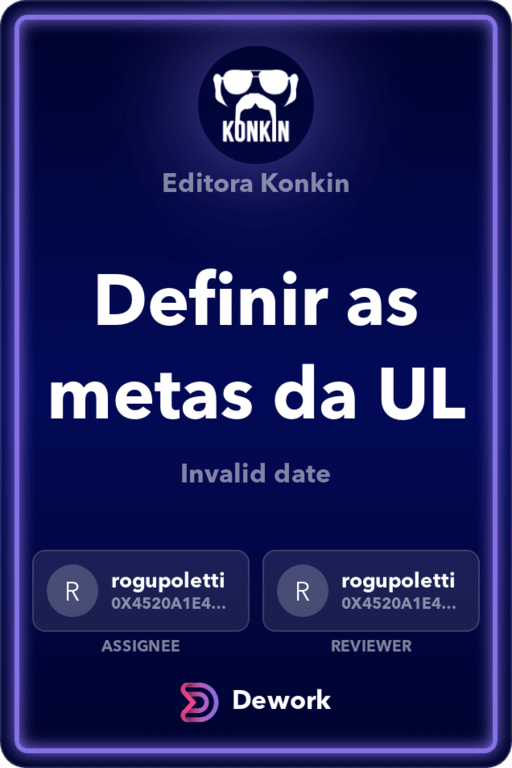 KONKIN
Editora Konkin
Definir as
metas da UL
Invalid date
R rogupoletti
0X4520A1E4...
ASSIGNEE
R rogupoletti
0X4520A1E4...
REVIEWER
Dework